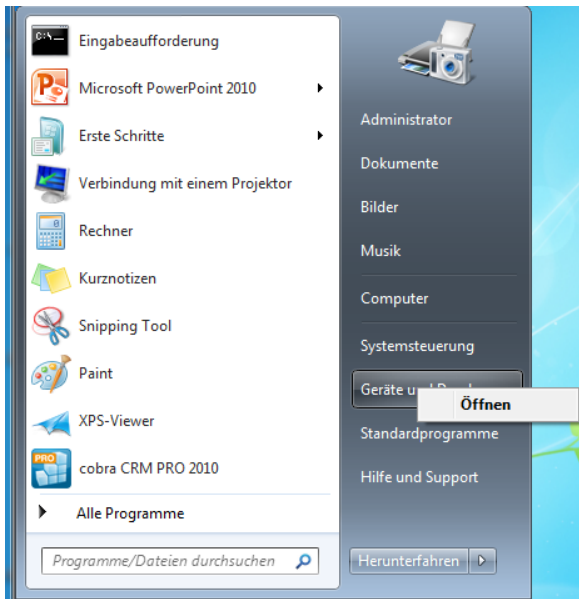 Eingabeaufforderung
Microsoft PowerPoint 2010
Erste Schritte
Verbindung mit einem Projektor
Rechner
Kurznotizen
Snipping Tool
Paint
XPS-Viewer
PRO
cobra CRM PRO 2010
Alle Programme
Programme/Dateien durchsuchen
Administrator
Dokumente
Bilder
Musik
Computer
Systemsteuerung
Geräte
Öffnen
Standardprogramme
Hilfe und Support
Herunterfahren